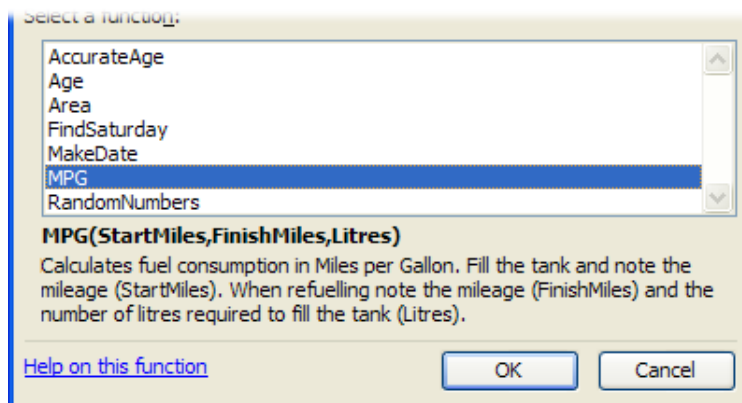 Select a function:
AccurateAge
Age
Area
FindSaturday
MakeDate
MPG
RandomNumbers
MPG(StartMiles,FinishMiles,Litres)
Calculates fuel consumption in Miles per Gallon. Fill the tank and note the
mileage (StartMiles). When refuelling note the mileage (FinishMiles) and the
number of litres required to fill the tank (Litres).
Help on this function
OK
Cancel